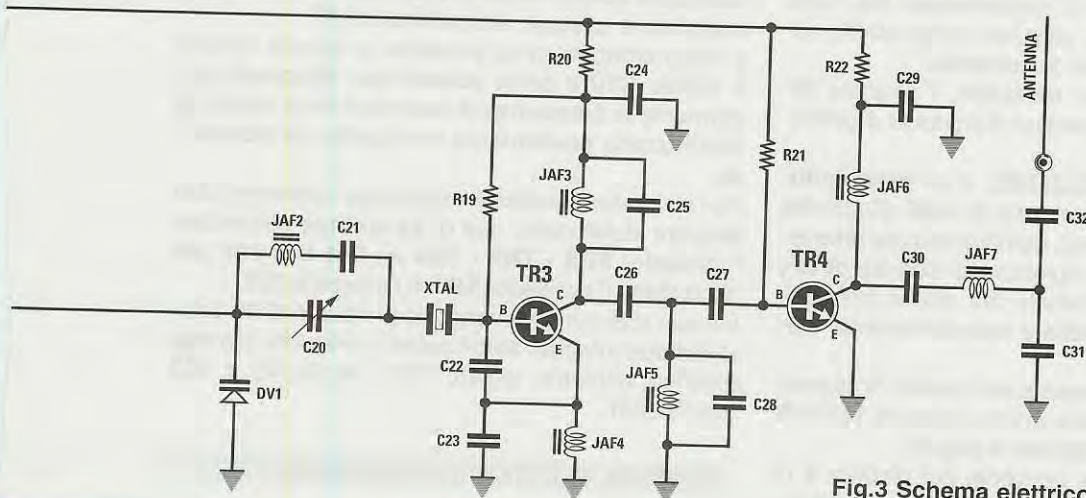 R20
C24
R22
C29
ANTENNA
R19
R21
JAF3
C25
JAF6
C32
JAF2
C21
TR3
C26
C27
TR4
C30
JAF7
XTAL
B
C
E
B
C
E
C20
C22
JAF5
C28
C31
DV1
C23
JAF4
Fig.3 Schema elettrico